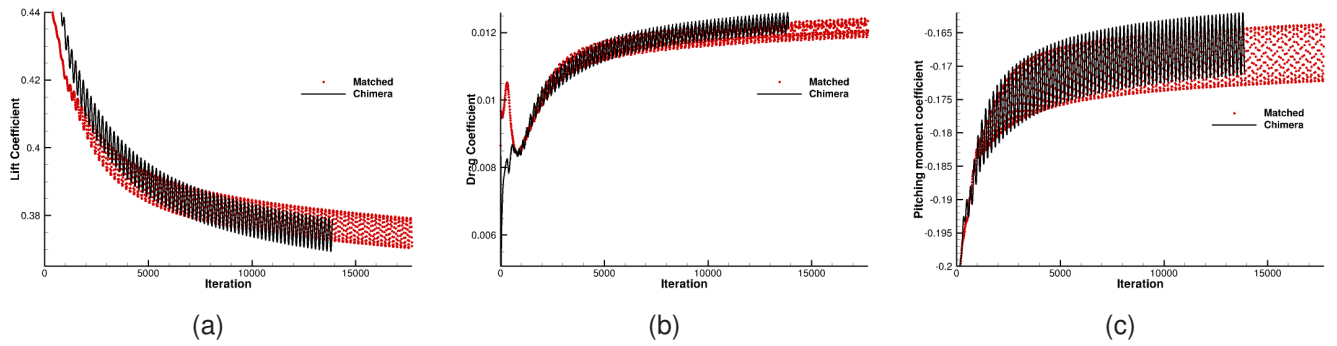 0.44
0.42
0.4
0.38
Lift Coefficient
0 5000 10000 15000
Iteration
Matched
Chimera
(a)
0.012
0.01
0.008
0.006
Drag Coefficient
0 5000 10000 15000
Iteration
Matched
Chimera
(b)
-0.165
-0.17
-0.175
-0.18
-0.185
-0.19
-0.195
-0.2
Pitching moment coefficient
0 5000 10000 15000
Iteration
Matched
Chimera
(c)